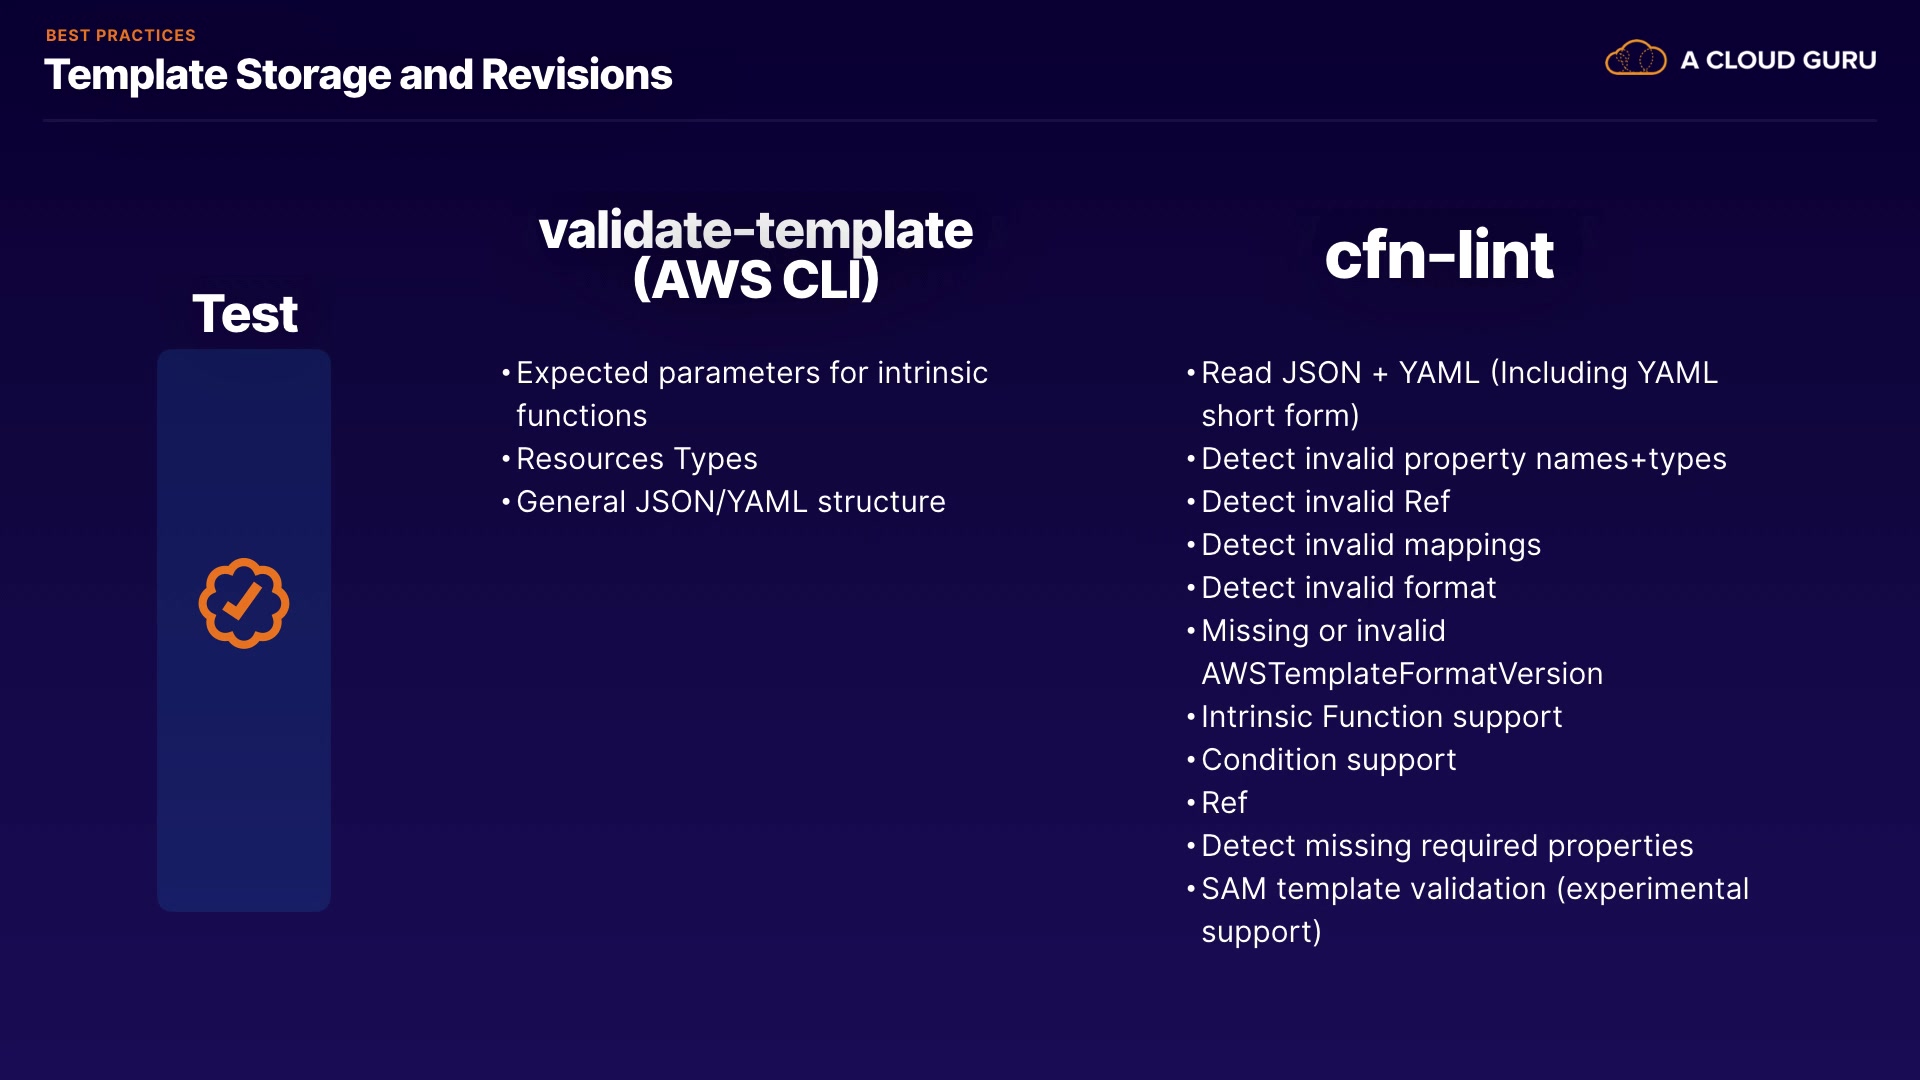 BEST PRACTICES
Template Storage and Revisions
A CLOUD GURU
Test
validate-template
(AWS CLI)
• Expected parameters for intrinsic
functions
• Resources Types
• General JSON/YAML structure
cfn-lint
• Read JSON + YAML (Including YAML
short form)
• Detect invalid property names+types
• Detect invalid Ref
• Detect invalid mappings
• Detect invalid format
• Missing or invalid
AWSTemplateFormatVersion
• Intrinsic Function support
• Condition support
• Ref
• Detect missing required properties
• SAM template validation (experimental
support)